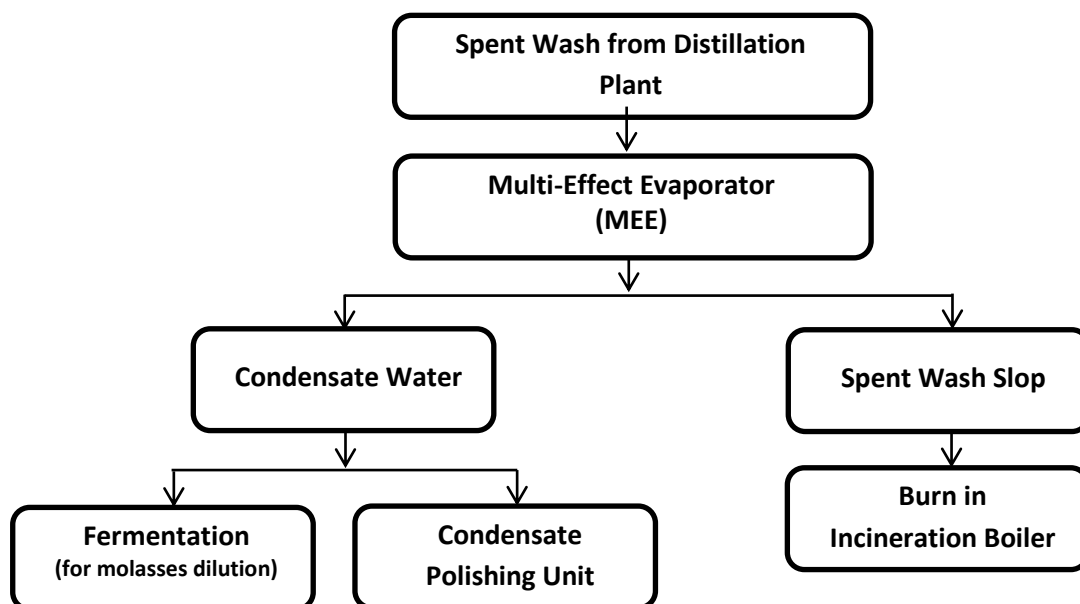 Spent Wash from Distillation
Plant
Multi-Effect Evaporator
(MEE)
Condensate Water
Spent Wash Slop
Fermentation
(for molasses dilution)
Condensate
Polishing Unit
Burn in
Incineration Boiler